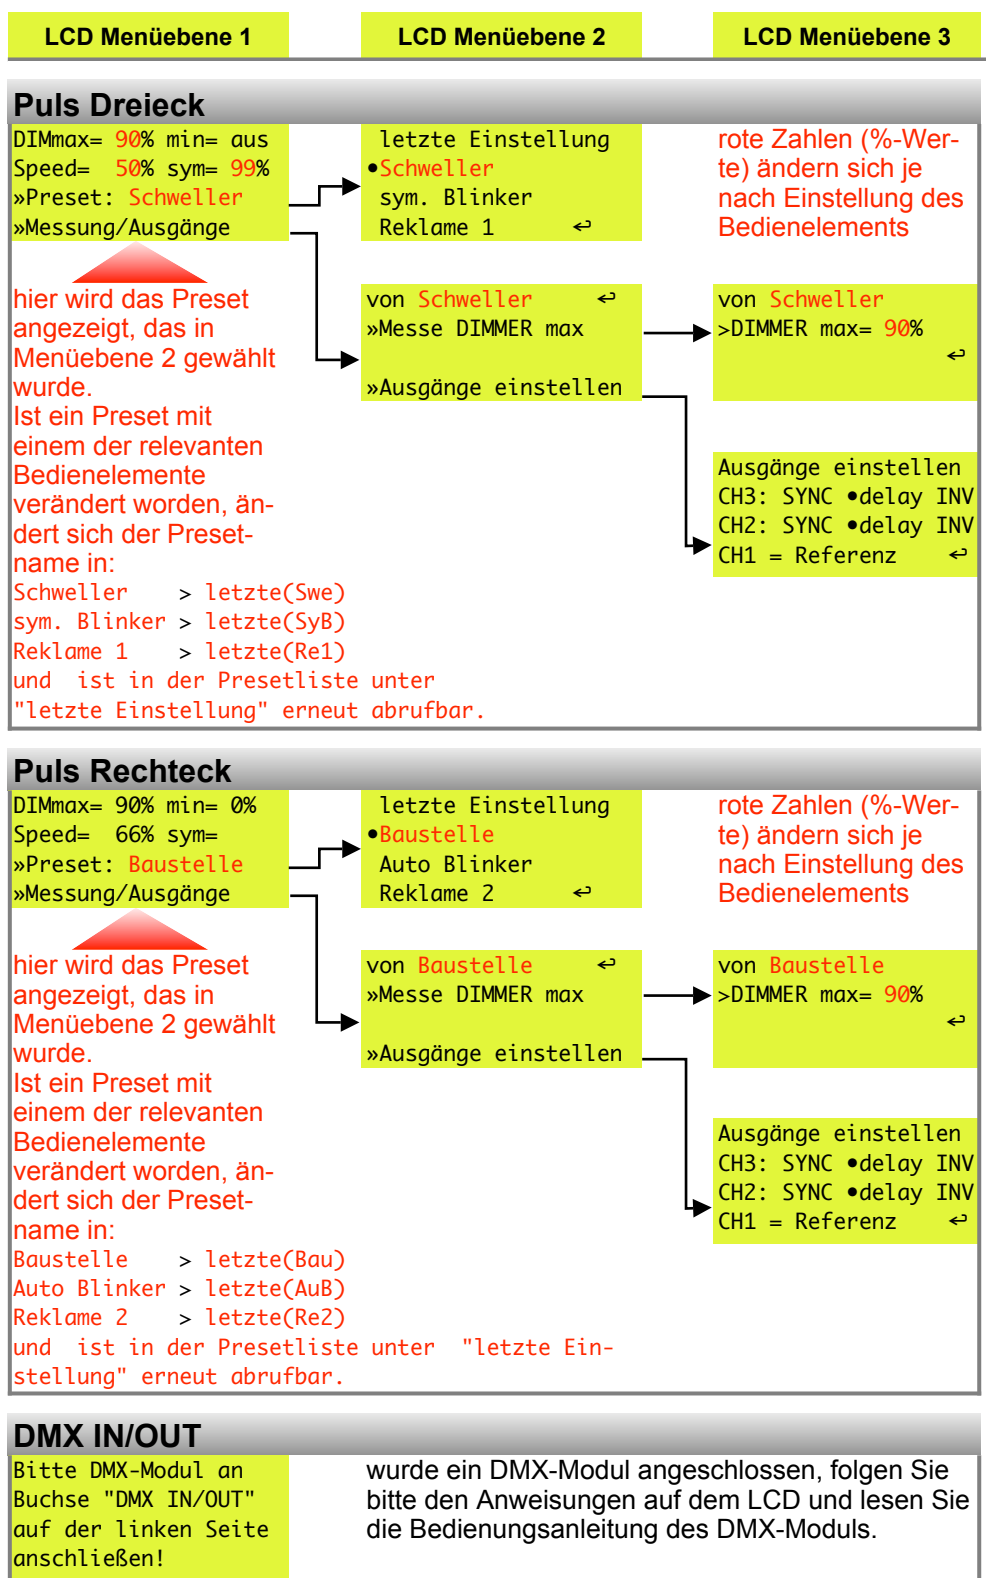 LCD Menüebene 1
LCD Menüebene 2
LCD Menüebene 3
Puls Dreieck
DIMmax= 90% min= aus
Speed= 50% sym= 99%
»Preset: Schweller
»Messung/Ausgänge
letzte Einstellung
•Schweller
sym. Blinker
Reklame 1 ↩
rote Zahlen (%-Wer-
te) ändern sich je
nach Einstellung des
Bedienelements
hier wird das Preset
angezeigt, das in
Menüebene 2 gewählt
wurde.
Ist ein Preset mit
einem der relevanten
Bedienelemente
verändert worden, än-
dert sich der Preset-
name in:
Schweller > letzte(Swe)
sym. Blinker > letzte(SyB)
Reklame 1 > letzte(Re1)
und ist in der Presetliste unter
"letzte Einstellung" erneut abrufbar.
von Schweller ↩
»Messe DIMMER max
»Ausgänge einstellen
von Schweller
>DIMMER max= 90%
↩
Ausgänge einstellen
CH3: SYNC •delay INV
CH2: SYNC •delay INV
CH1 = Referenz ↩
Puls Rechteck
DIMmax= 90% min= 0%
Speed= 66% sym=
»Preset: Baustelle
»Messung/Ausgänge
letzte Einstellung
•Baustelle
Auto Blinker
Reklame 2 ↩
rote Zahlen (%-Wer-
te) ändern sich je
nach Einstellung des
Bedienelements
hier wird das Preset
angezeigt, das in
Menüebene 2 gewählt
wurde.
Ist ein Preset mit
einem der relevanten
Bedienelemente
verändert worden, än-
dert sich der Preset-
name in:
Baustelle > letzte(Bau)
Auto Blinker > letzte(AuB)
Reklame 2 > letzte(Re2)
und ist in der Presetliste unter "letzte Ein-
stellung" erneut abrufbar.
von Baustelle ↩
»Messe DIMMER max
»Ausgänge einstellen
von Baustelle
>DIMMER max= 90%
↩
Ausgänge einstellen
CH3: SYNC •delay INV
CH2: SYNC •delay INV
CH1 = Referenz ↩
DMX IN/OUT
Bitte DMX-Modul an
Buchse "DMX IN/OUT"
auf der linken Seite
anschließen!
wurde ein DMX-Modul angeschlossen, folgen Sie
bitte den Anweisungen auf dem LCD und lesen Sie
die Bedienungsanleitung des DMX-Moduls.